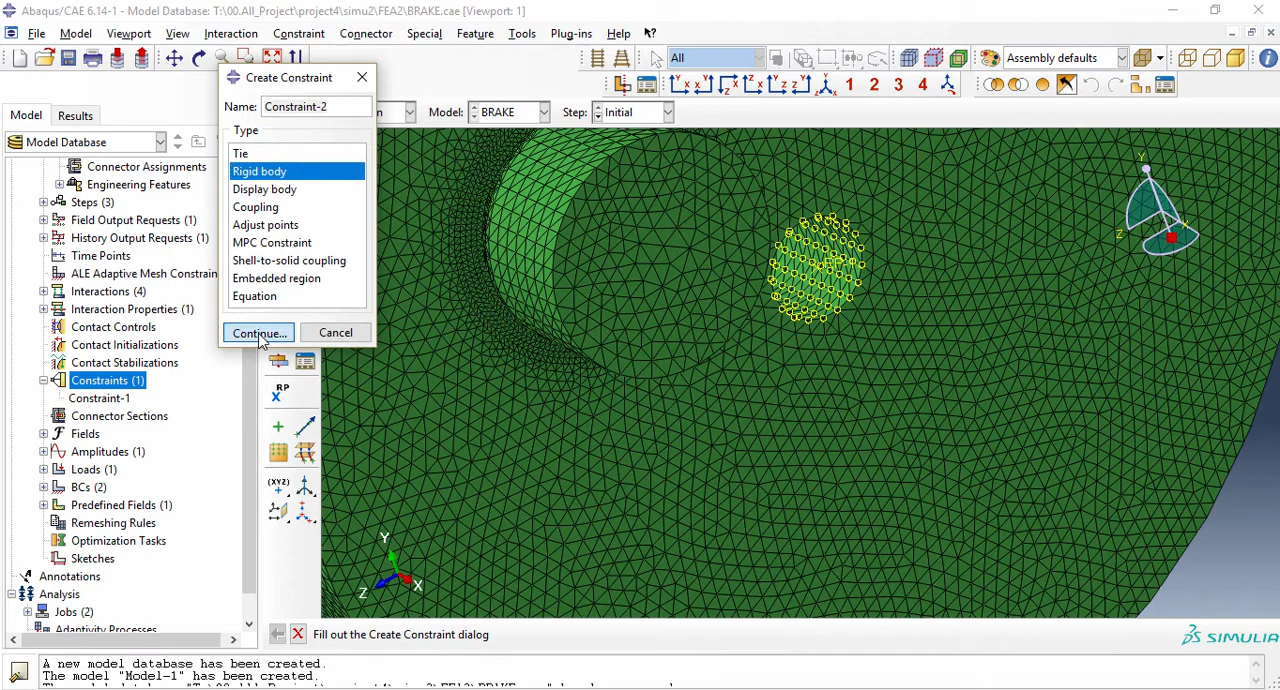 Abaqus/CAE 6.14-1 - Model Database: T:\00.All_Project\project4\simu2\FEA2\BRAKE.cae [Viewport: 1]
File Model Viewport View Interaction Constraint Connector Special Feature Tools Plug-ins Help
All Assembly defaults
1 2 3 4
Model Results
Model: BRAKE Step: Initial
Model Database
Connector Assignments
Engineering Features
Steps (3)
Field Output Requests (1)
History Output Requests (1)
Time Points
ALE Adaptive Mesh Constrain
Interactions (4)
Interaction Properties (1)
Contact Controls
Contact Initializations
Contact Stabilizations
Constraints (1)
Constraint-1
Connector Sections
Fields
Amplitudes (1)
Loads (1)
BCs (2)
Predefined Fields (1)
Remeshing Rules
Optimization Tasks
Sketches
Annotations
Analysis
Jobs (2)
Adaptivity Processes
Create Constraint
Name: Constraint-2
Type
Tie
Rigid body
Display body
Coupling
Adjust points
MPC Constraint
Shell-to-solid coupling
Embedded region
Equation
Continue... Cancel
RP
(XYZ)
Y
X
Z
Y
Z X
Fill out the Create Constraint dialog
SIMULIA
A new model database has been created.
The model "Model-1" has been created.